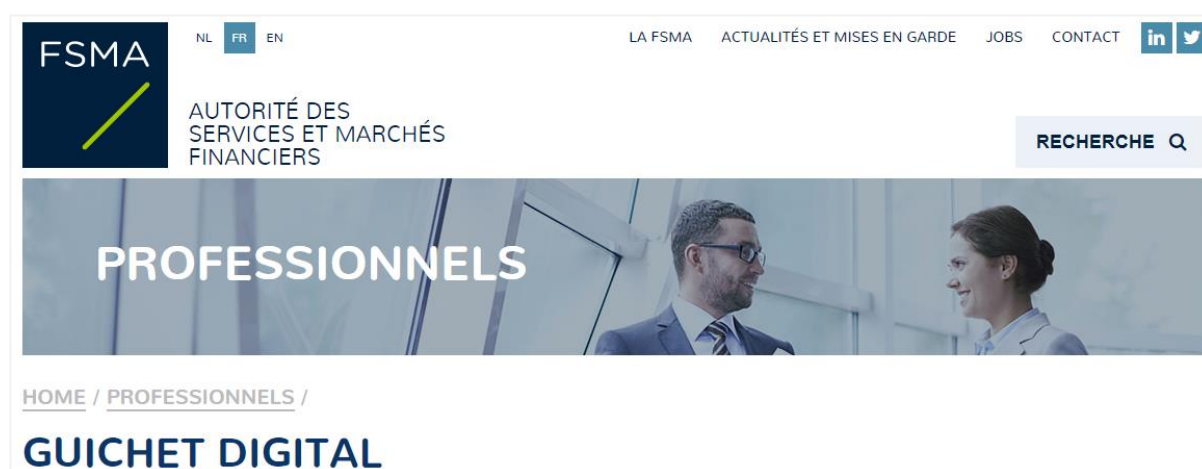 FSMA
NL FR EN
LA FSMA ACTUALITÉS ET MISES EN GARDE JOBS CONTACT in
AUTORITÉ DES
SERVICES ET MARCHÉS
FINANCIERS
RECHERCHE
PROFESSIONNELS
HOME / PROFESSIONNELS /
GUICHET DIGITAL